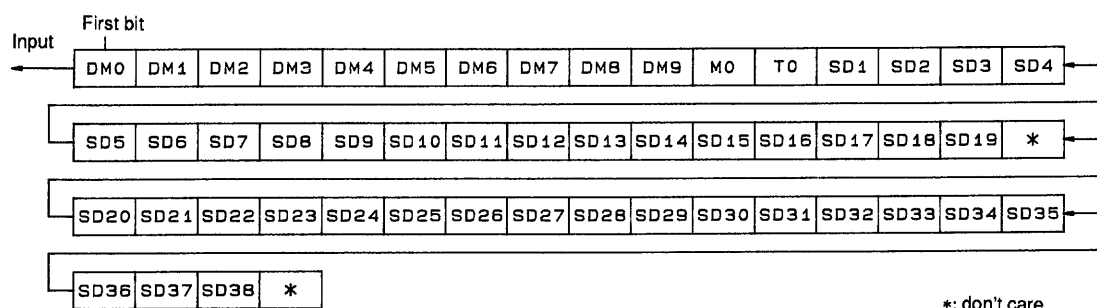 First bit
Input
DM0 DM1 DM2 DM3 DM4 DM5 DM6 DM7 DM8 DM9 M0 T0 SD1 SD2 SD3 SD4
SD5 SD6 SD7 SD8 SD9 SD10 SD11 SD12 SD13 SD14 SD15 SD16 SD17 SD18 SD19 *
SD20 SD21 SD22 SD23 SD24 SD25 SD26 SD27 SD28 SD29 SD30 SD31 SD32 SD33 SD34 SD35
SD36 SD37 SD38 *
*: don't care